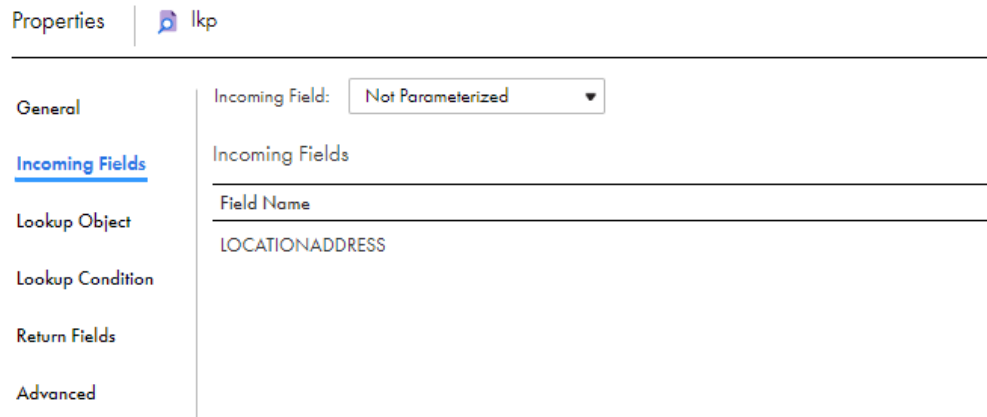 Properties lkp
General
Incoming Fields
Lookup Object
Lookup Condition
Return Fields
Advanced
Incoming Field: Not Parameterized
Incoming Fields
Field Name
LOCATIONADDRESS